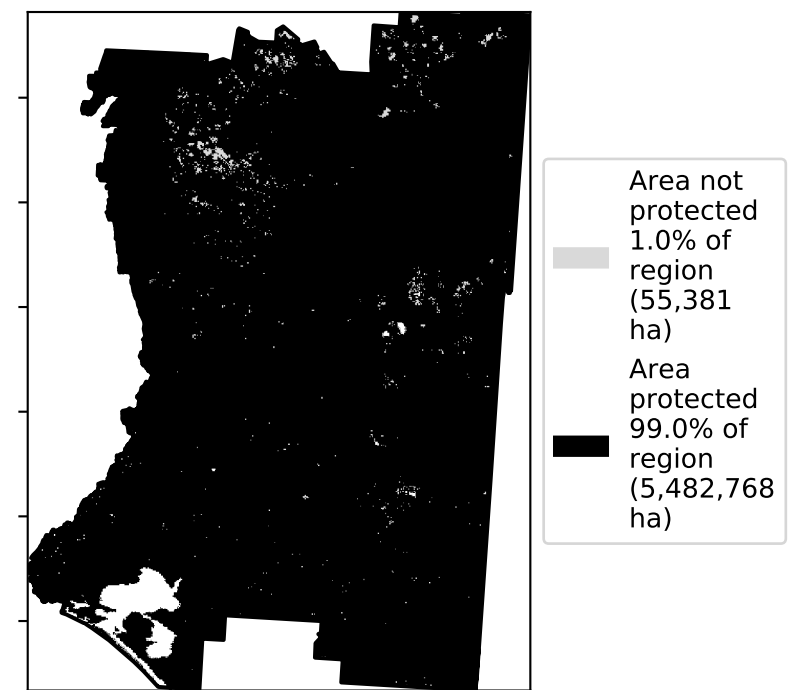 Area not
protected
1.0% of
region
(55,381
ha)
Area
protected
99.0% of
region
(5,482,768
ha)